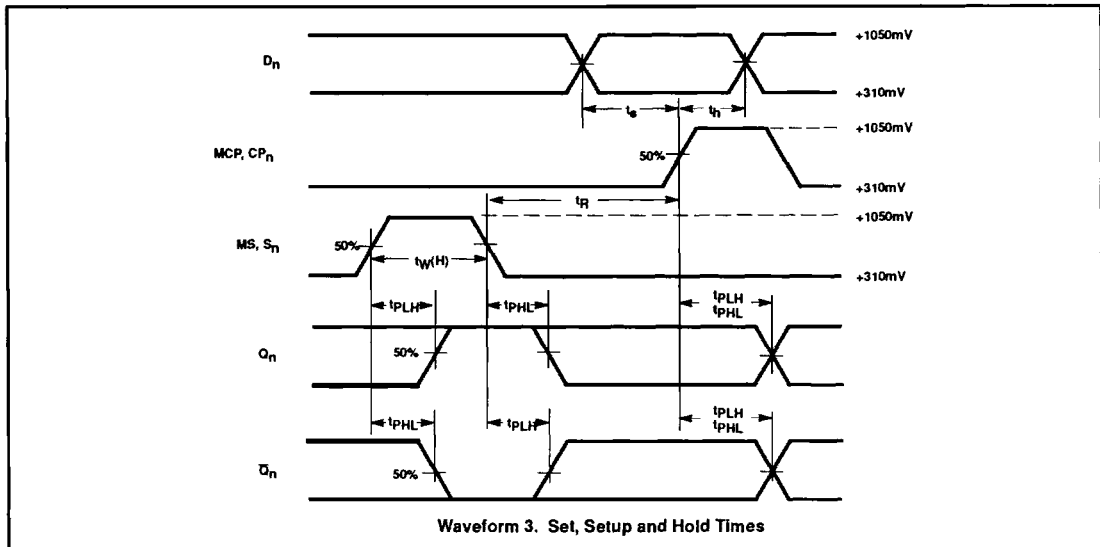 Dn
+1050mV
+310mV
ts
th
MCP, CPn
50%
+1050mV
+310mV
tR
MS, Sn
50%
+1050mV
+310mV
tW(H)
tPLH
tPHL
tPLH
tPHL
Qn
50%
tPHL
tPLH
tPLH
tPHL
Q̅n
50%
Waveform 3. Set, Setup and Hold Times